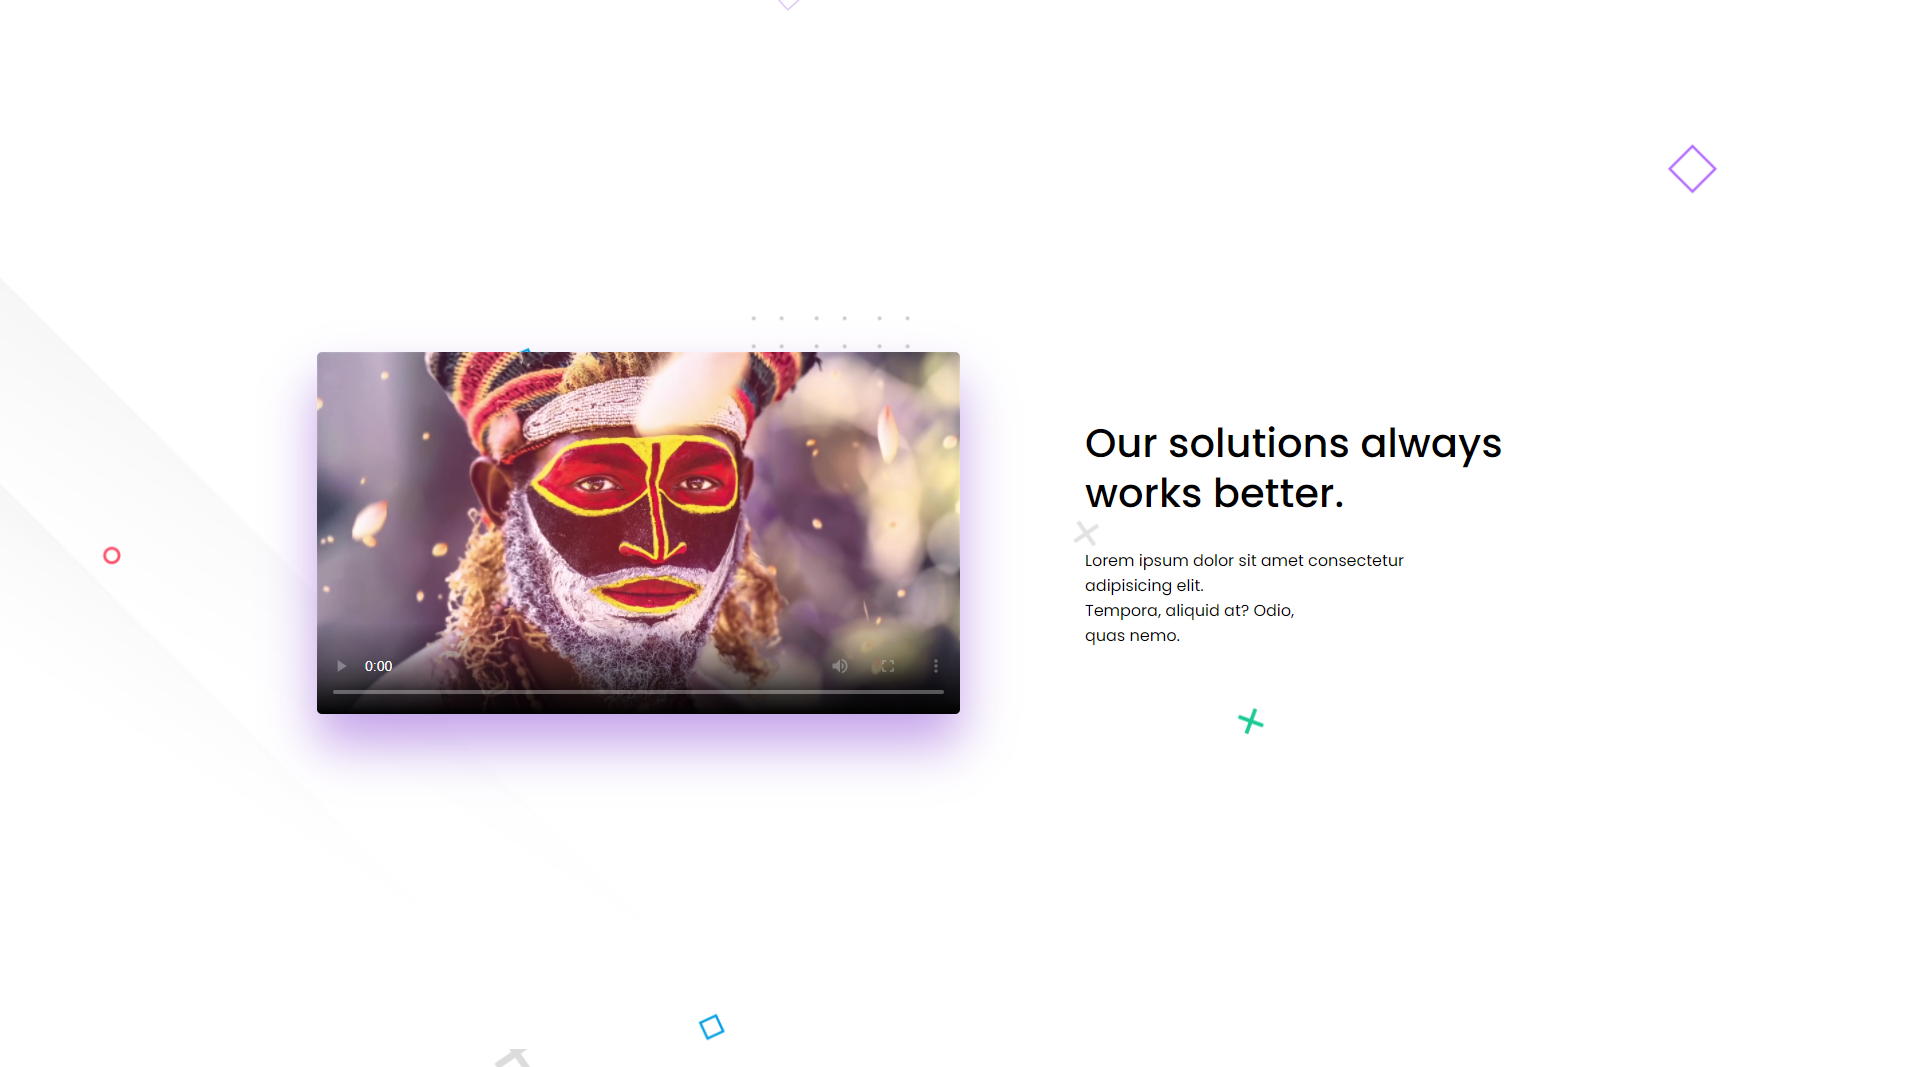 Our solutions always
works better.
Lorem ipsum dolor sit amet consectetur
adipisicing elit.
Tempora, aliquid at? Odio,
quas nemo.
0:00